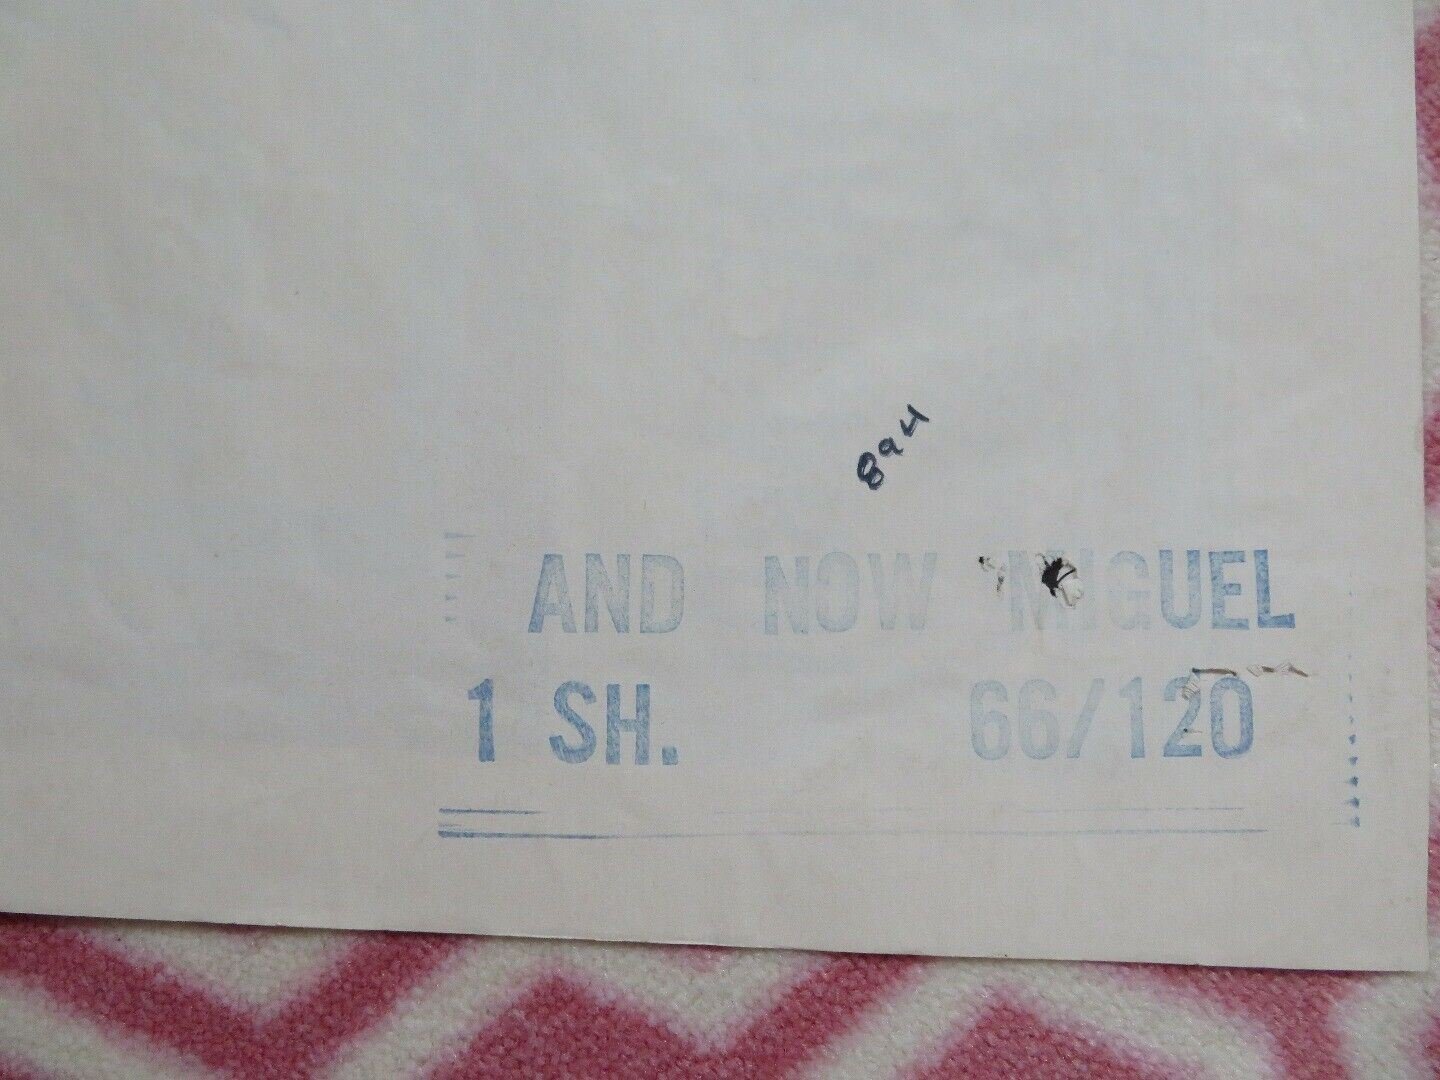 894
AND NOW MIGUEL
1 SH. 66/120